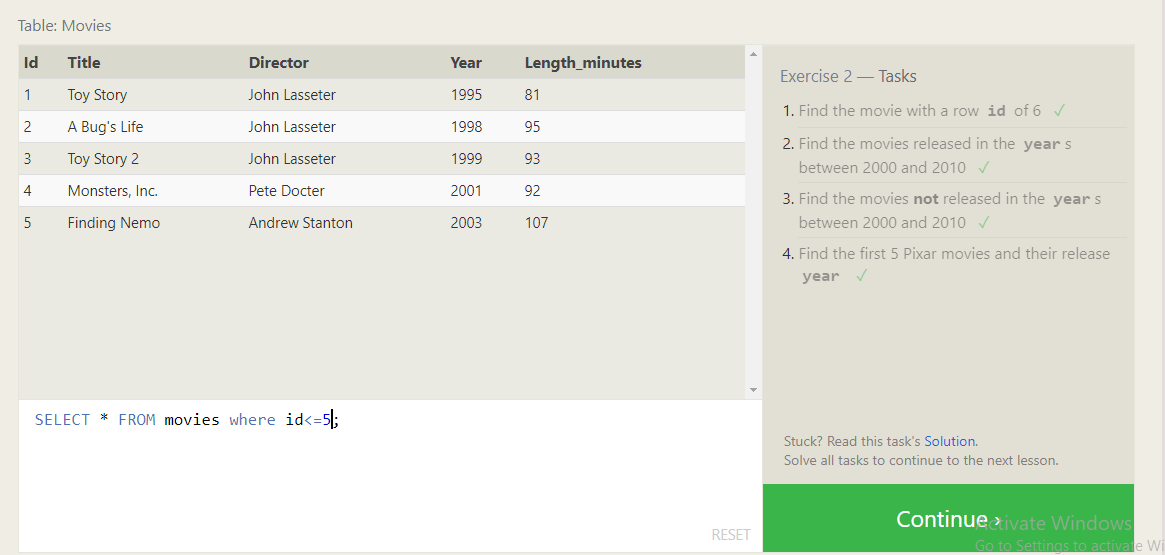 Table: Movies
Id Title Director Year Length_minutes
1 Toy Story John Lasseter 1995 81
2 A Bug's Life John Lasseter 1998 95
3 Toy Story 2 John Lasseter 1999 93
4 Monsters, Inc. Pete Docter 2001 92
5 Finding Nemo Andrew Stanton 2003 107
SELECT * FROM movies where id<=5;
RESET
Exercise 2 — Tasks
1. Find the movie with a row id of 6 ✓
2. Find the movies released in the year s
between 2000 and 2010 ✓
3. Find the movies not released in the year s
between 2000 and 2010 ✓
4. Find the first 5 Pixar movies and their release
year ✓
Stuck? Read this task's Solution.
Solve all tasks to continue to the next lesson.
Continue ›
Activate Windows
Go to Settings to activate Wi